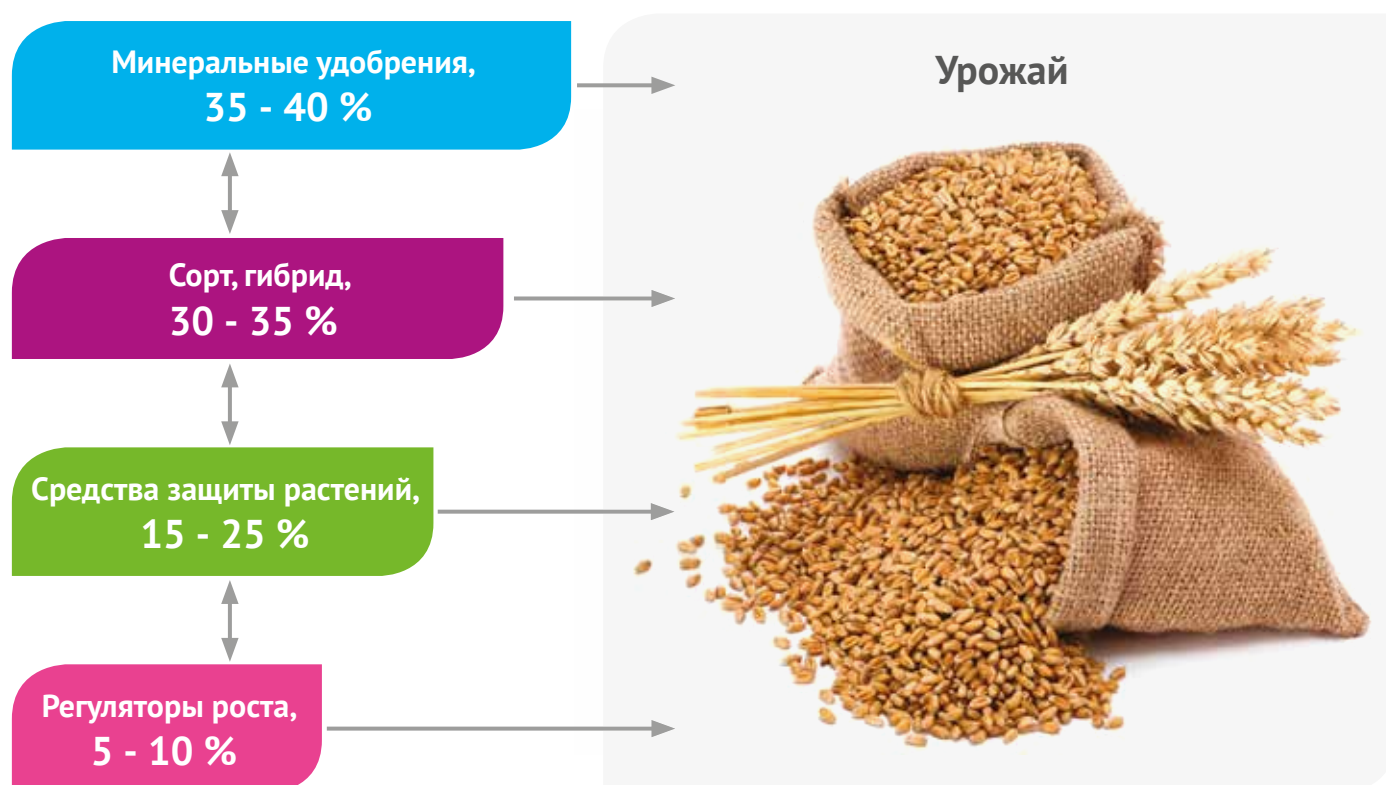 Минеральные удобрения,
35 - 40 %
Урожай
Сорт, гибрид,
30 - 35 %
Средства защиты растений,
15 - 25 %
Регуляторы роста,
5 - 10 %